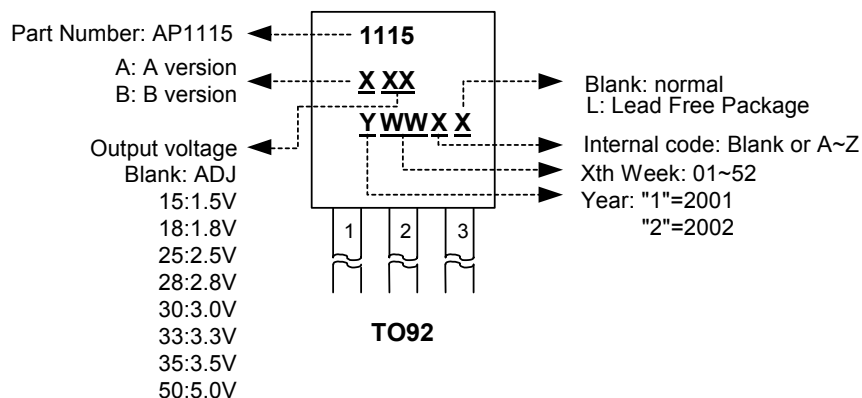 Part Number: AP1115
1115
A: A version
B: B version
X XX
Blank: normal
L: Lead Free Package
Y WW X X
Output voltage
Blank: ADJ
15:1.5V
18:1.8V
25:2.5V
28:2.8V
30:3.0V
33:3.3V
35:3.5V
50:5.0V
Internal code: Blank or A~Z
Xth Week: 01~52
Year: "1"=2001
"2"=2002
1 2 3
TO92